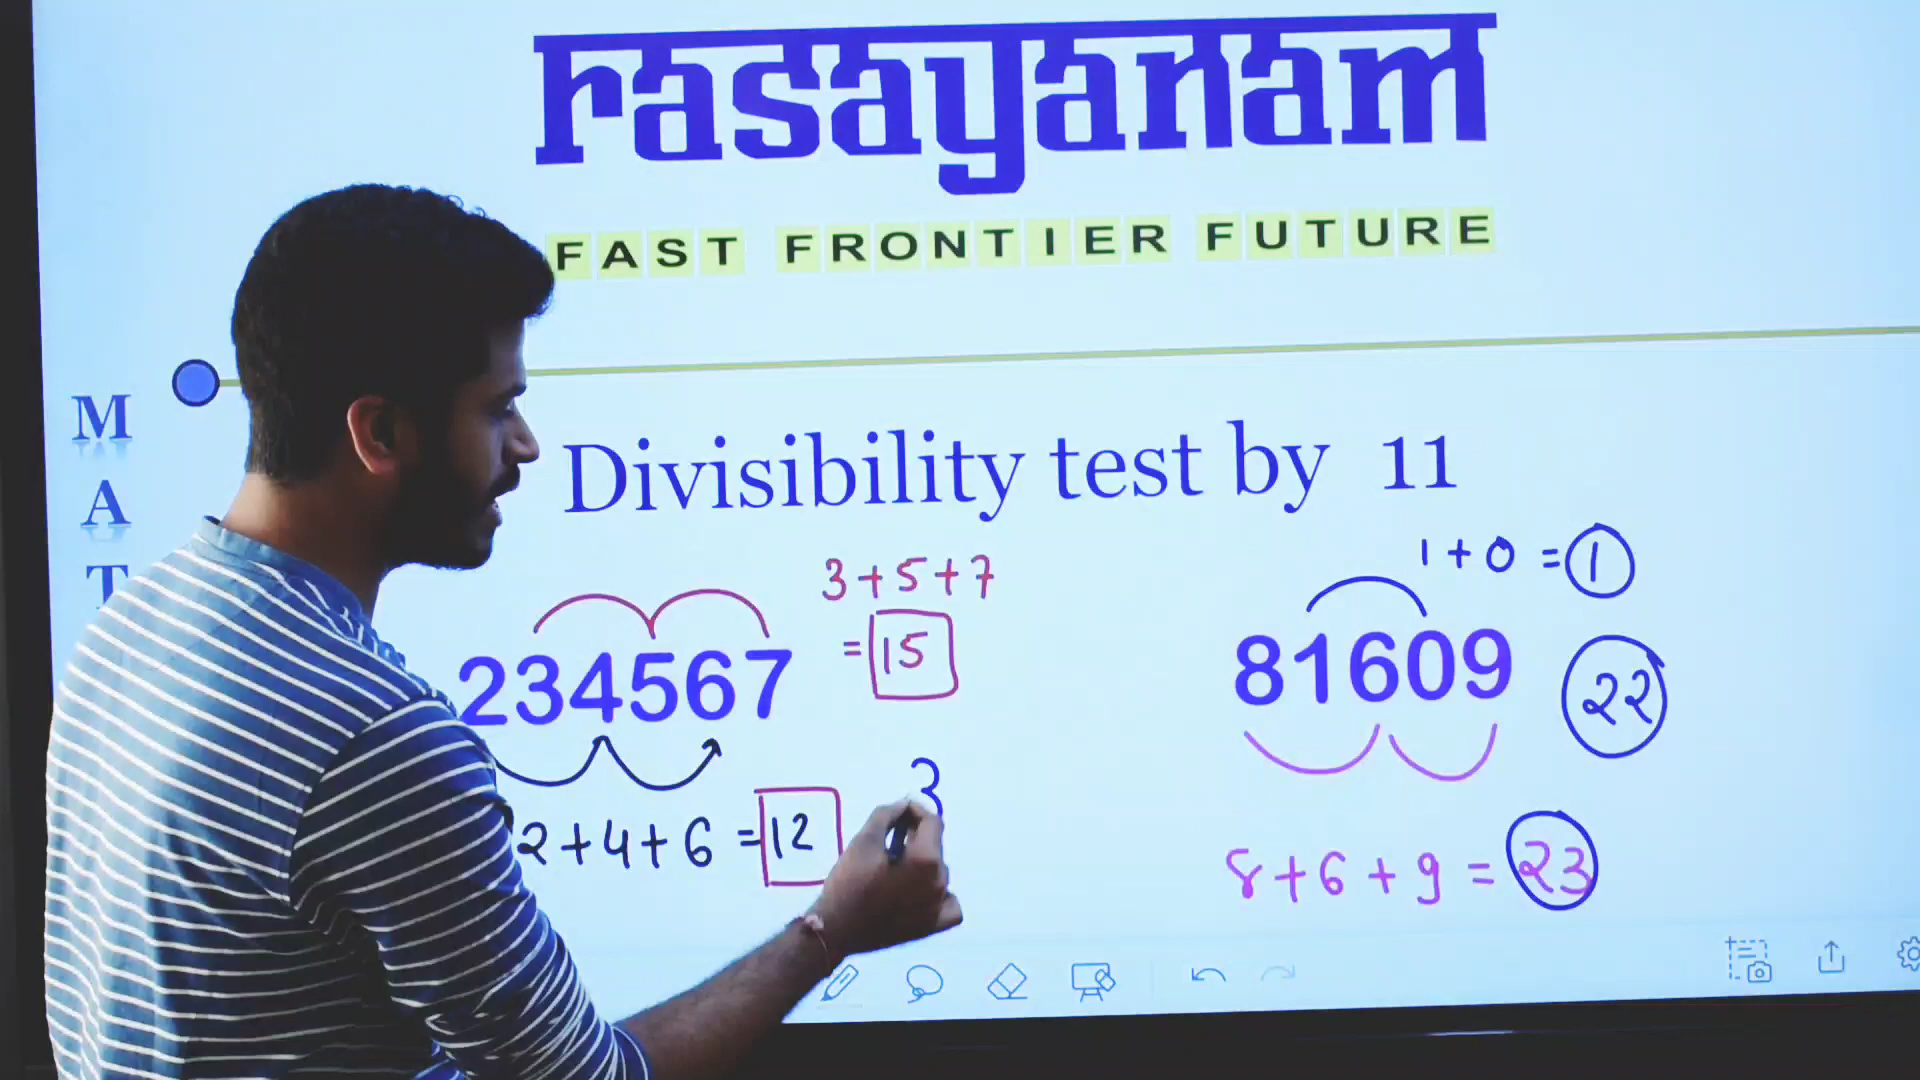 rasayanam
FAST FRONTIER FUTURE
M
A
T
Divisibility test by 11
3+5+7
= 15
234567
2+4+6 = 12
3
1+0 = 1
81609
22
8+6+9 = 23